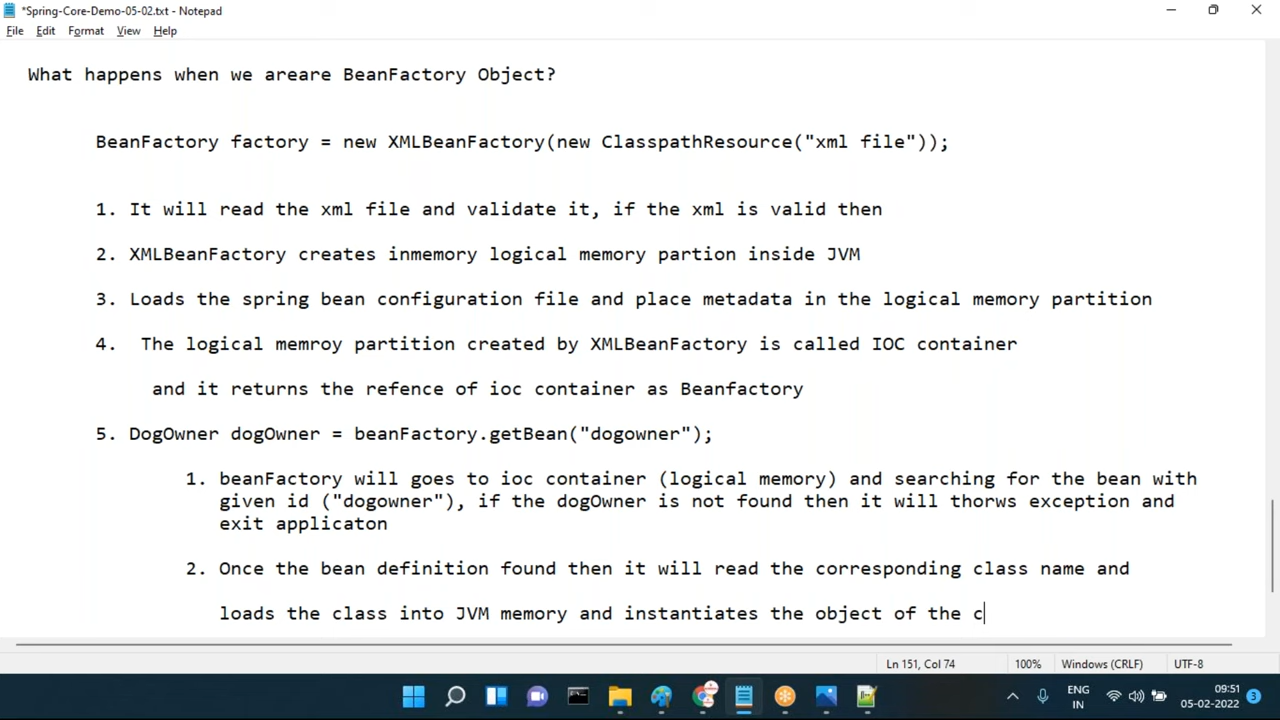 *Spring-Core-Demo-05-02.txt - Notepad
File Edit Format View Help
What happens when we areare BeanFactory Object?
BeanFactory factory = new XMLBeanFactory(new ClasspathResource("xml file"));
1. It will read the xml file and validate it, if the xml is valid then
2. XMLBeanFactory creates inmemory logical memory partion inside JVM
3. Loads the spring bean configuration file and place metadata in the logical memory partition
4. The logical memroy partition created by XMLBeanFactory is called IOC container
and it returns the refence of ioc container as Beanfactory
5. DogOwner dogOwner = beanFactory.getBean("dogowner");
1. beanFactory will goes to ioc container (logical memory) and searching for the bean with
given id ("dogowner"), if the dogOwner is not found then it will thorws exception and
exit applicaton
2. Once the bean definition found then it will read the corresponding class name and
loads the class into JVM memory and instantiates the object of the c
Ln 151, Col 74 100% Windows (CRLF) UTF-8
ENG
IN
09:51
05-02-2022
3